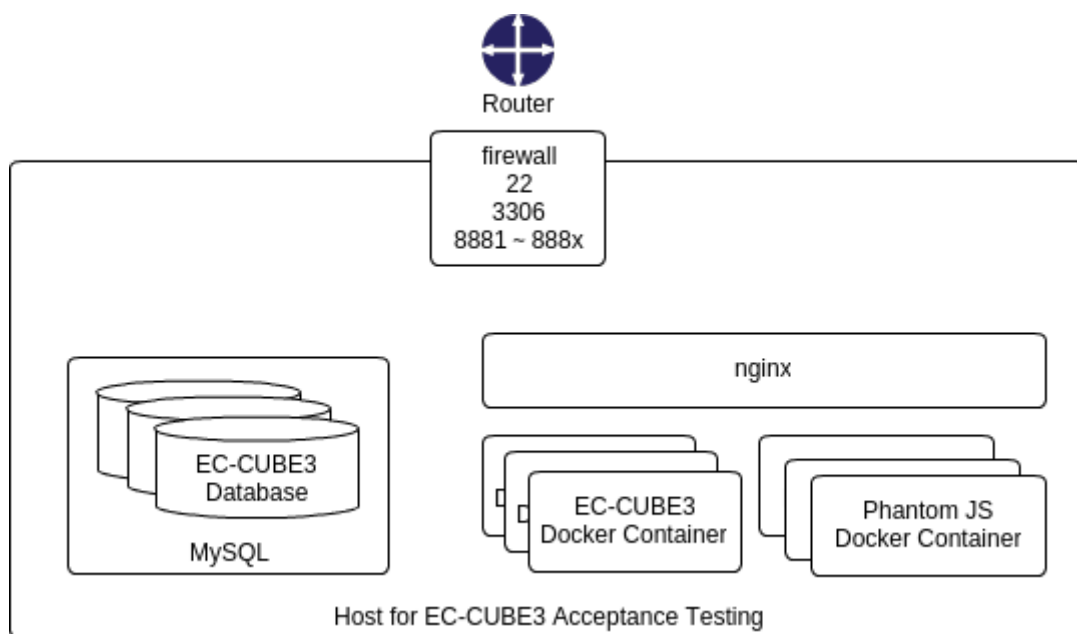 Router
firewall
22
3306
8881 ~ 888x
nginx
EC-CUBE3
Database
MySQL
EC-CUBE3
Docker Container
Phantom JS
Docker Container
Host for EC-CUBE3 Acceptance Testing